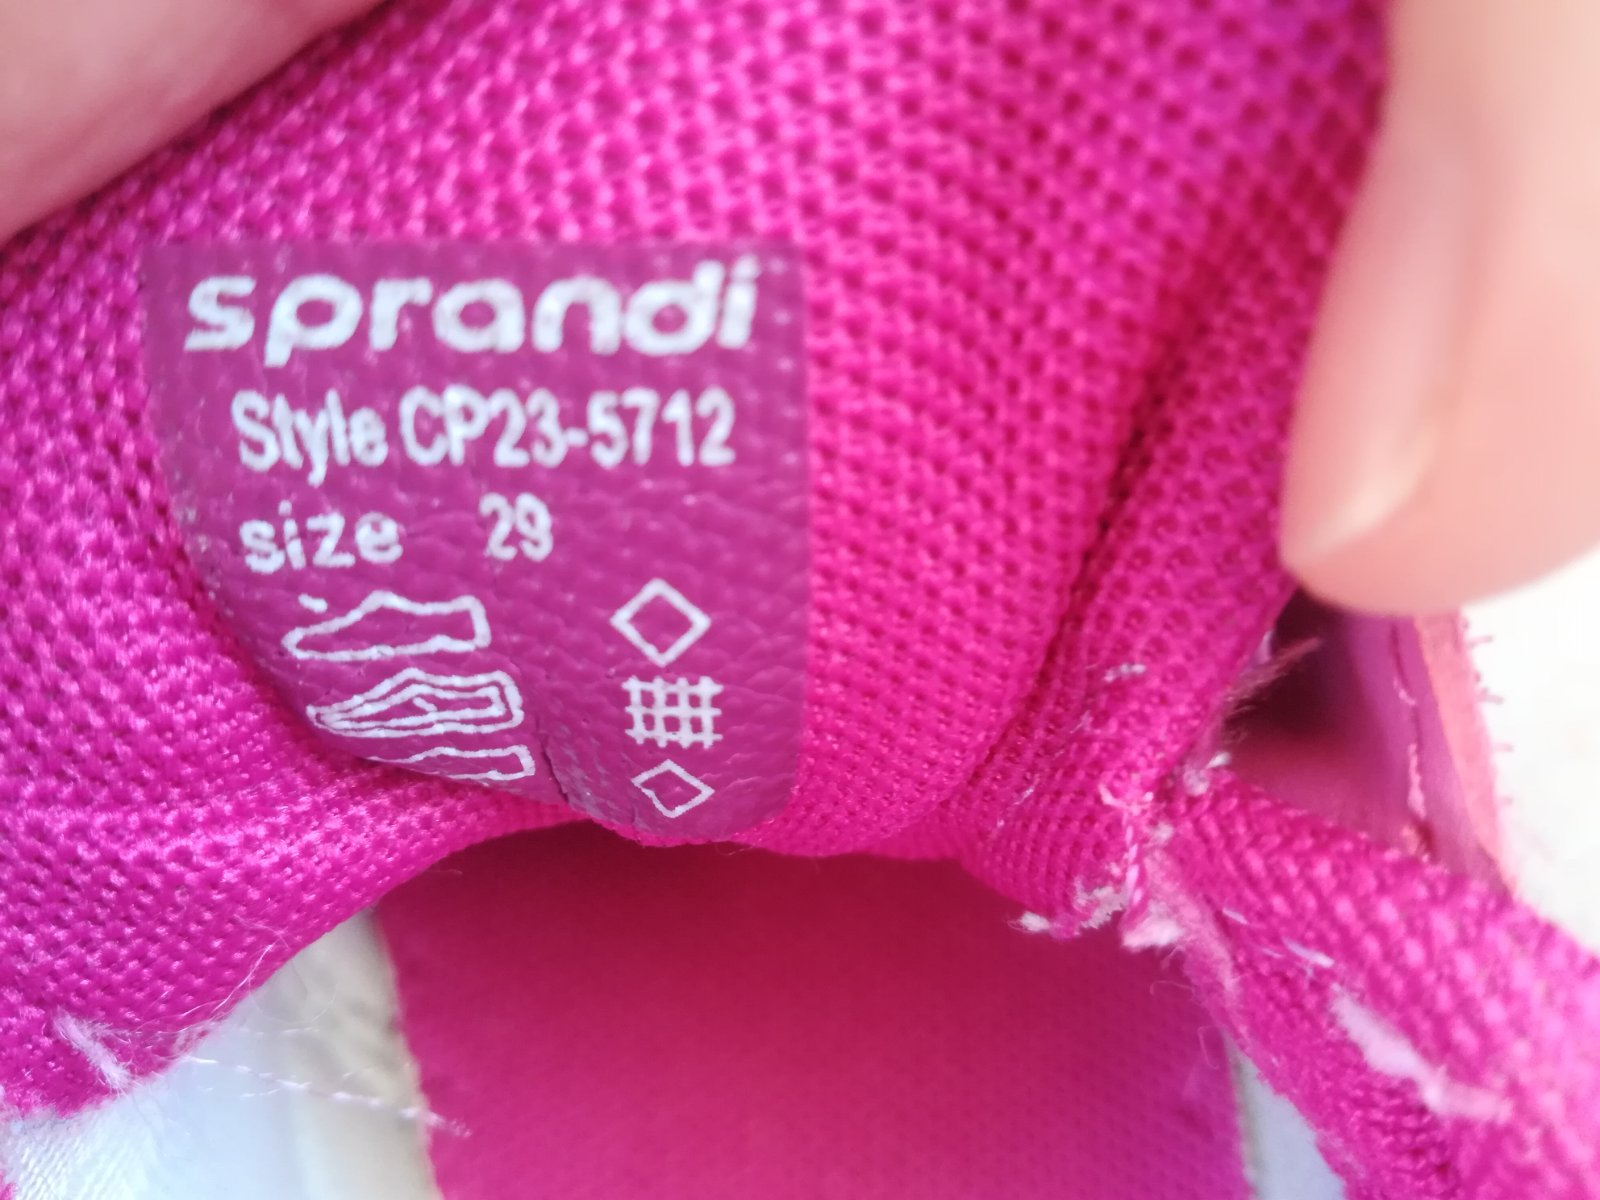 sprandi
Style CP23-5712
size 29